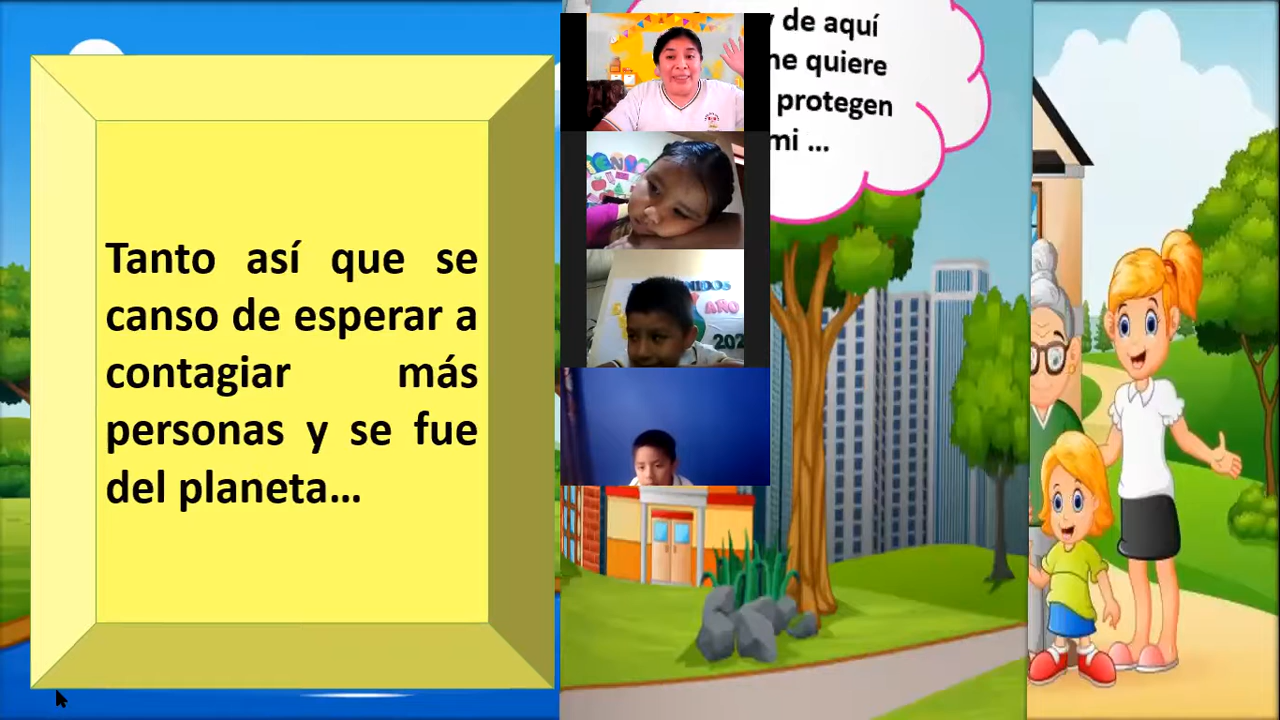 Tanto así que se
canso de esperar a
contagiar más
personas y se fue
del planeta...
de aquí
quiere
protegen
mi ...
AÑO